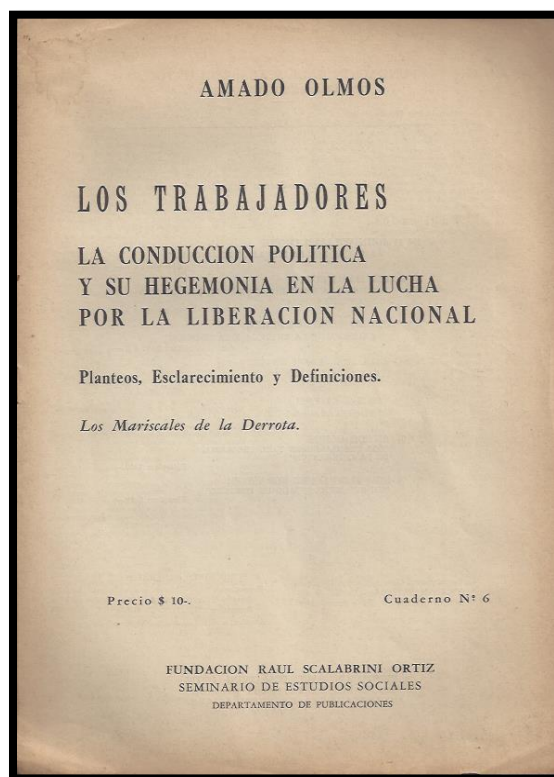 AMADO OLMOS
LOS TRABAJADORES
LA CONDUCCION POLITICA
Y SU HEGEMONIA EN LA LUCHA
POR LA LIBERACION NACIONAL
Planteos, Esclarecimiento y Definiciones.
Los Mariscales de la Derrota.
Precio $ 10-. Cuaderno Nº 6
FUNDACION RAUL SCALABRINI ORTIZ
SEMINARIO DE ESTUDIOS SOCIALES
DEPARTAMENTO DE PUBLICACIONES